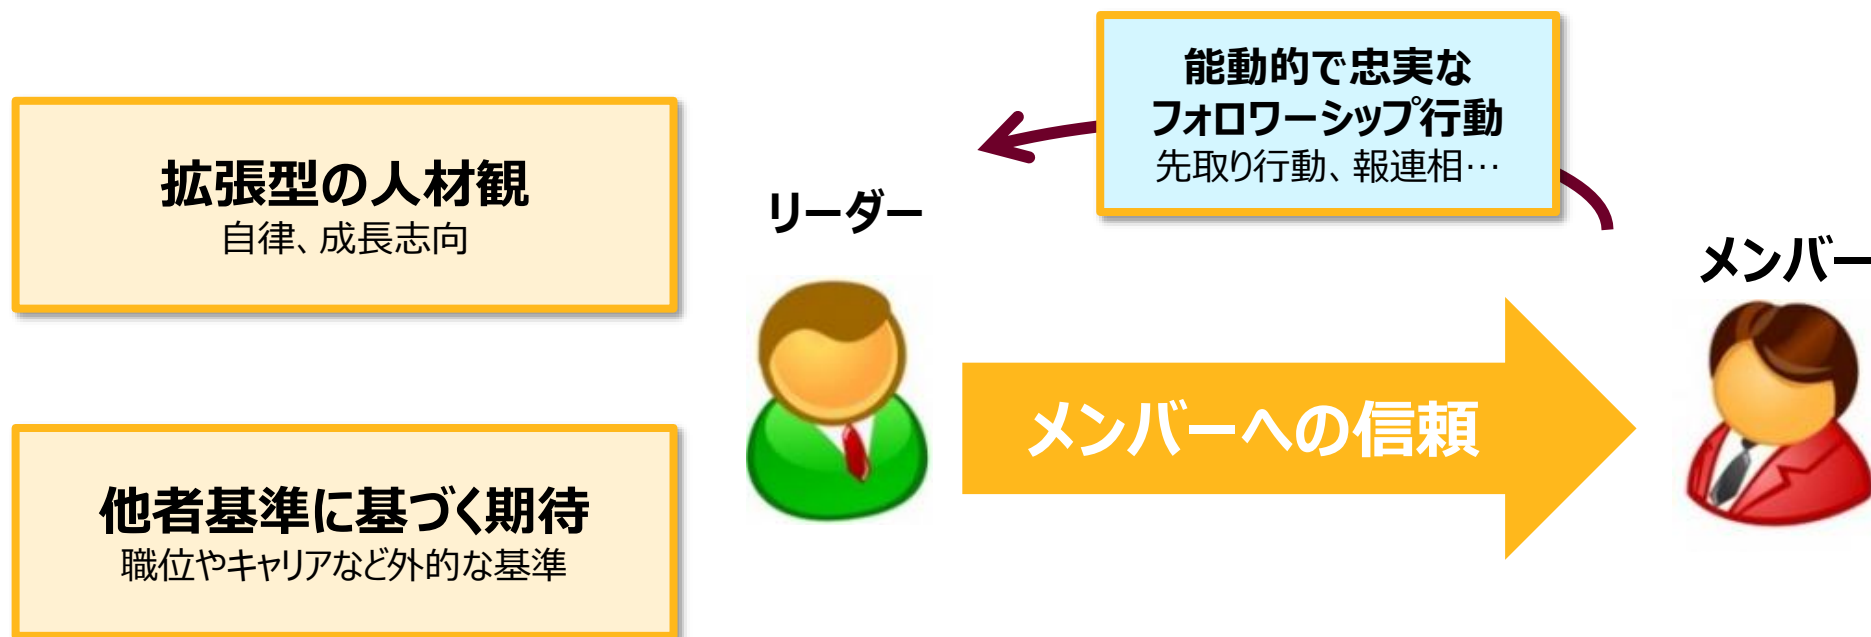 拡張型の人材観
自律、成長志向
他者基準に基づく期待
職位やキャリアなど外的な基準
リーダー
能動的で忠実な
フォロワーシップ行動
先取り行動、報連相…
メンバーへの信頼
メンバー